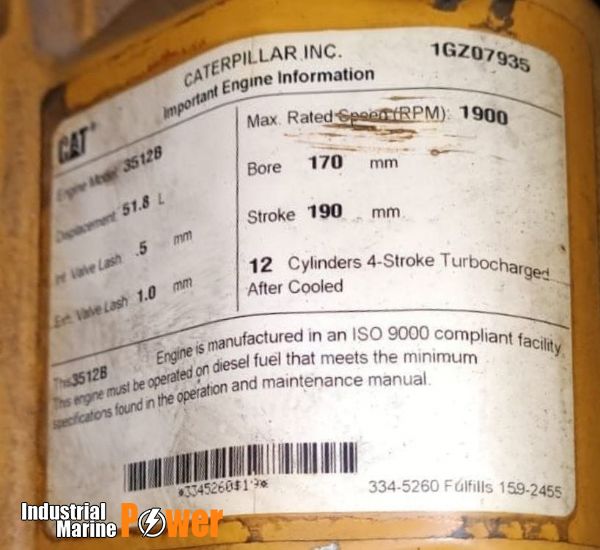 CATERPILLAR INC.
1GZ07935
Important Engine Information
CAT
Engine Model 3512B
Displacement 51.8 L
Int Valve Lash .5 mm
Exh. Valve Lash 1.0 mm
Max. Rated Speed (RPM): 1900
Bore 170 mm
Stroke 190 mm
12 Cylinders 4-Stroke Turbocharged
After Cooled
This 3512B Engine is manufactured in an ISO 9000 compliant facility.
This engine must be operated on diesel fuel that meets the minimum
specifications found in the operation and maintenance manual.
334-5260 Fulfills 159-2455
Industrial
Marine Power